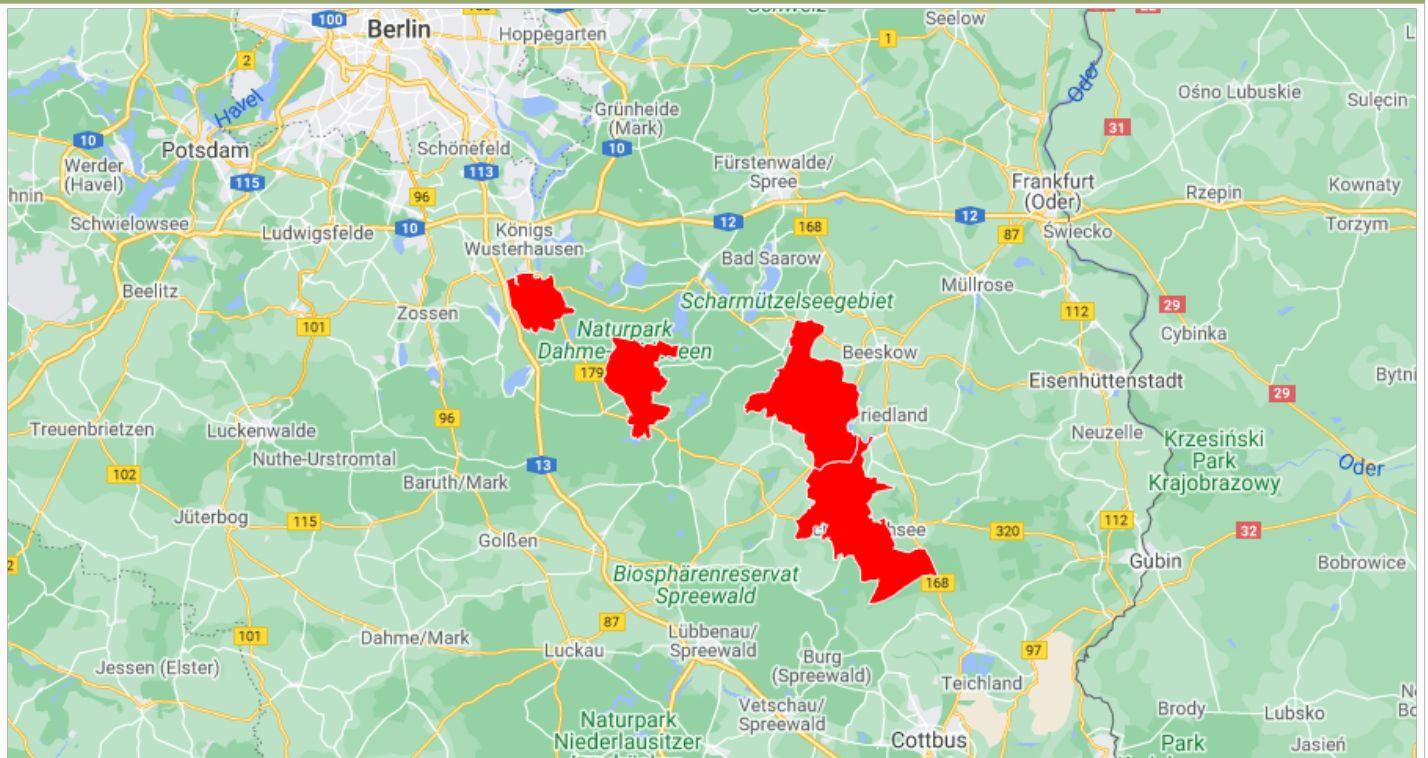 100
Berlin
Hoppegarten
Seelow
2
1
Havel
Oder
Grünheide
(Mark)
Ośno Lubuskie
Sulęcin
10
31
Potsdam
Schönefeld
10
Werder
(Havel)
115
113
Fürstenwalde/
Spree
96
Frankfurt
(Oder)
Rzepin
Kownaty
Schwielowsee
Ludwigsfelde
10
Königs
Wusterhausen
12
168
12
87
Świecko
Torzym
Bad Saarow
Müllrose
Beelitz
Zossen
Scharmützelseegebiet
29
101
112
Cybinka
Naturpark
Beeskow
179
Eisenhüttenstadt
29
Treuenbrietzen
Luckenwalde
96
riedland
Neuzelle
Krzesiński
Park
Krajobrazowy
Oder
Nuthe-Urstromtal
13
102
Baruth/Mark
Jüterbog
115
Golßen
320
112
32
Gubin
Bobrowice
Biosphärenreservat
Spreewald
168
87
101
Dahme/Mark
Luckau
Lübbenau/
Spreewald
97
Jessen (Elster)
Burg
(Spreewald)
Teichland
Vetschau/
Spreewald
Brody
Lubsko
Naturpark
Niederlausitzer
Cottbus
Park
Jasień